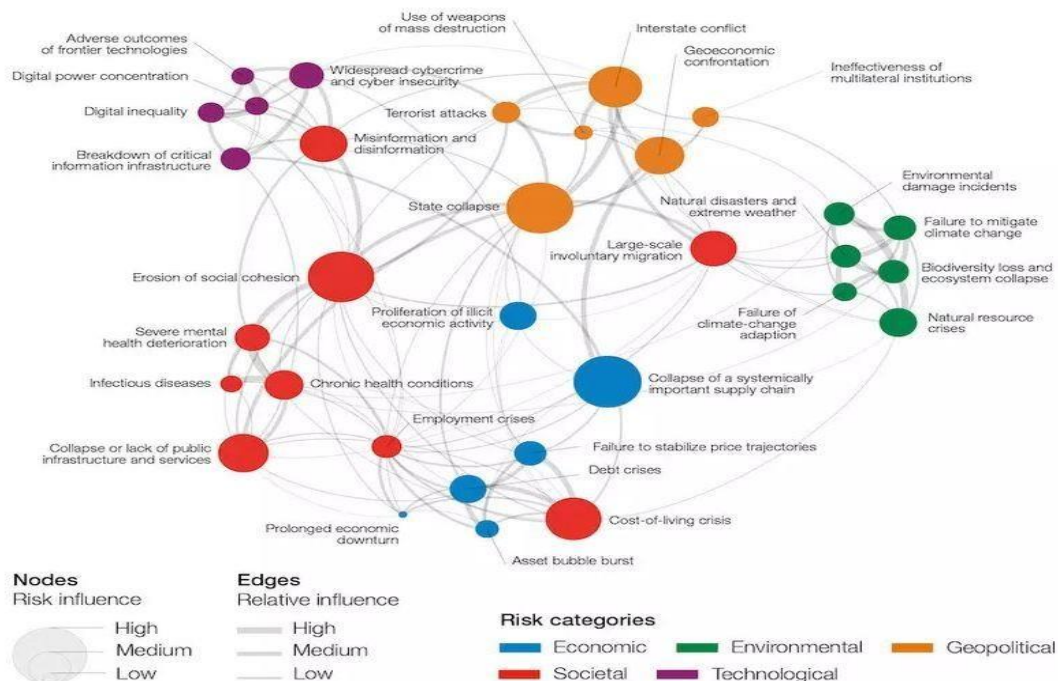 Use of weapons
of mass destruction
Interstate conflict
Adverse outcomes
of frontier technologies
Geoeconomic
confrontation
Ineffectiveness of
multilateral institutions
Digital power concentration
Widespread cybercrime
and cyber insecurity
Digital inequality
Terrorist attacks
Misinformation and
disinformation
Breakdown of critical
information infrastructure
Environmental
damage incidents
State collapse
Natural disasters and
extreme weather
Failure to mitigate
climate change
Large-scale
involuntary migration
Erosion of social cohesion
Biodiversity loss and
ecosystem collapse
Proliferation of illicit
economic activity
Failure of
climate-change
adaption
Natural resource
crises
Severe mental
health deterioration
Infectious diseases
Chronic health conditions
Collapse of a systemically
important supply chain
Employment crises
Collapse or lack of public
infrastructure and services
Failure to stabilize price trajectories
Debt crises
Prolonged economic
downturn
Cost-of-living crisis
Asset bubble burst
Nodes
Risk influence
High
Medium
Low
Edges
Relative influence
High
Medium
Low
Risk categories
Economic
Environmental
Geopolitical
Societal
Technological